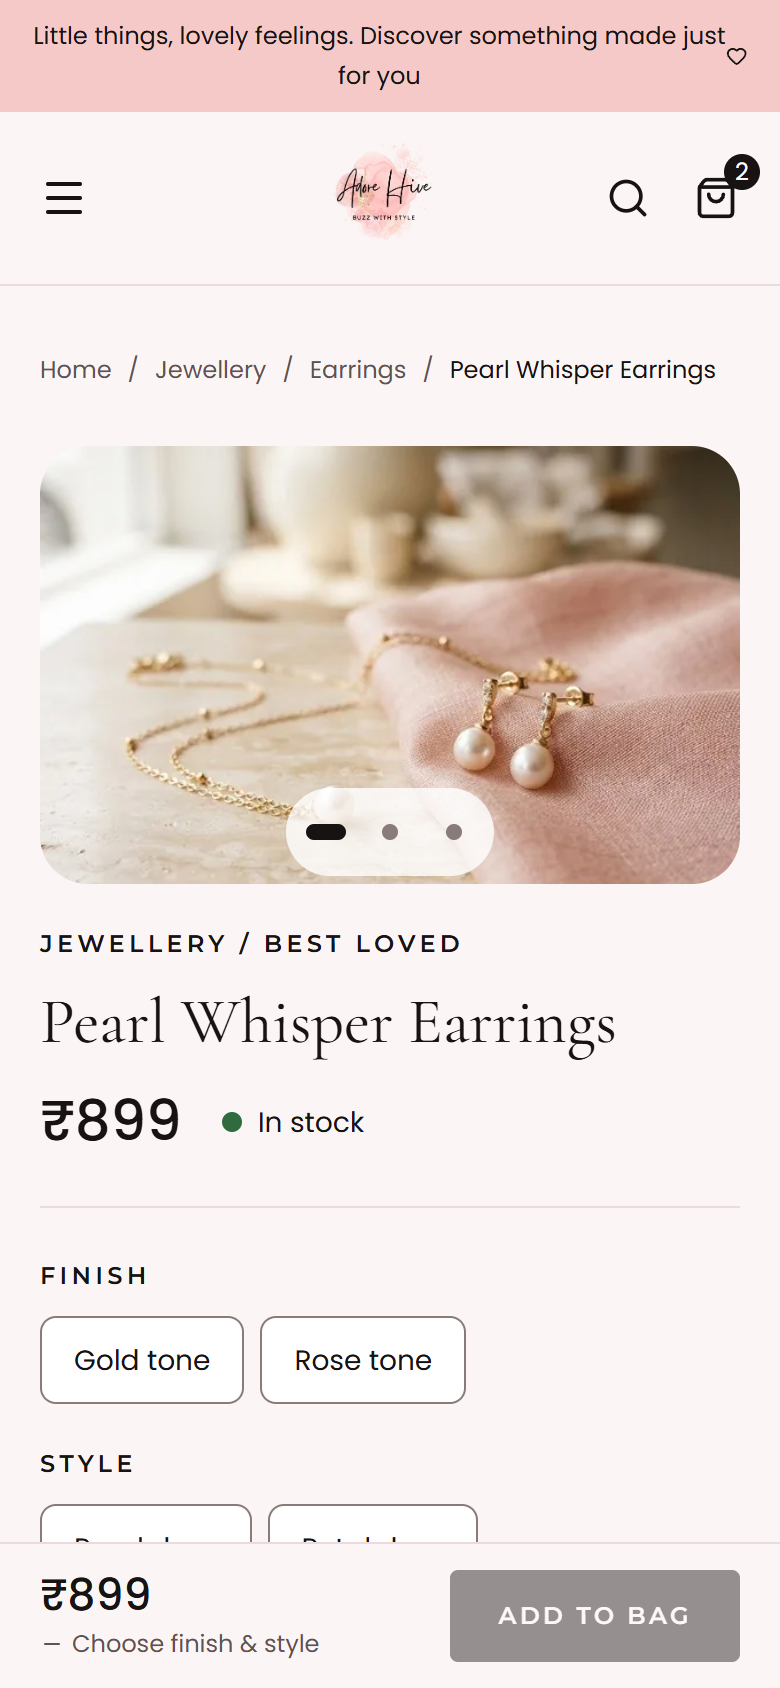 Little things, lovely feelings. Discover something made just
for you
Adore Hive
BUZZ WITH STYLE
2
Home / Jewellery / Earrings / Pearl Whisper Earrings
JEWELLERY / BEST LOVED
Pearl Whisper Earrings
₹899 In stock
FINISH
Gold tone Rose tone
STYLE
₹899
— Choose finish & style
ADD TO BAG